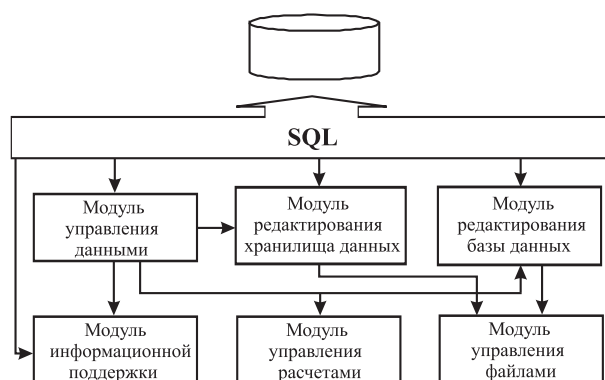 SQL
Модуль
управления
данными
Модуль
редактирования
хранилища данных
Модуль
редактирования
базы данных
Модуль
информационной
поддержки
Модуль
управления
расчетами
Модуль
управления
файлами